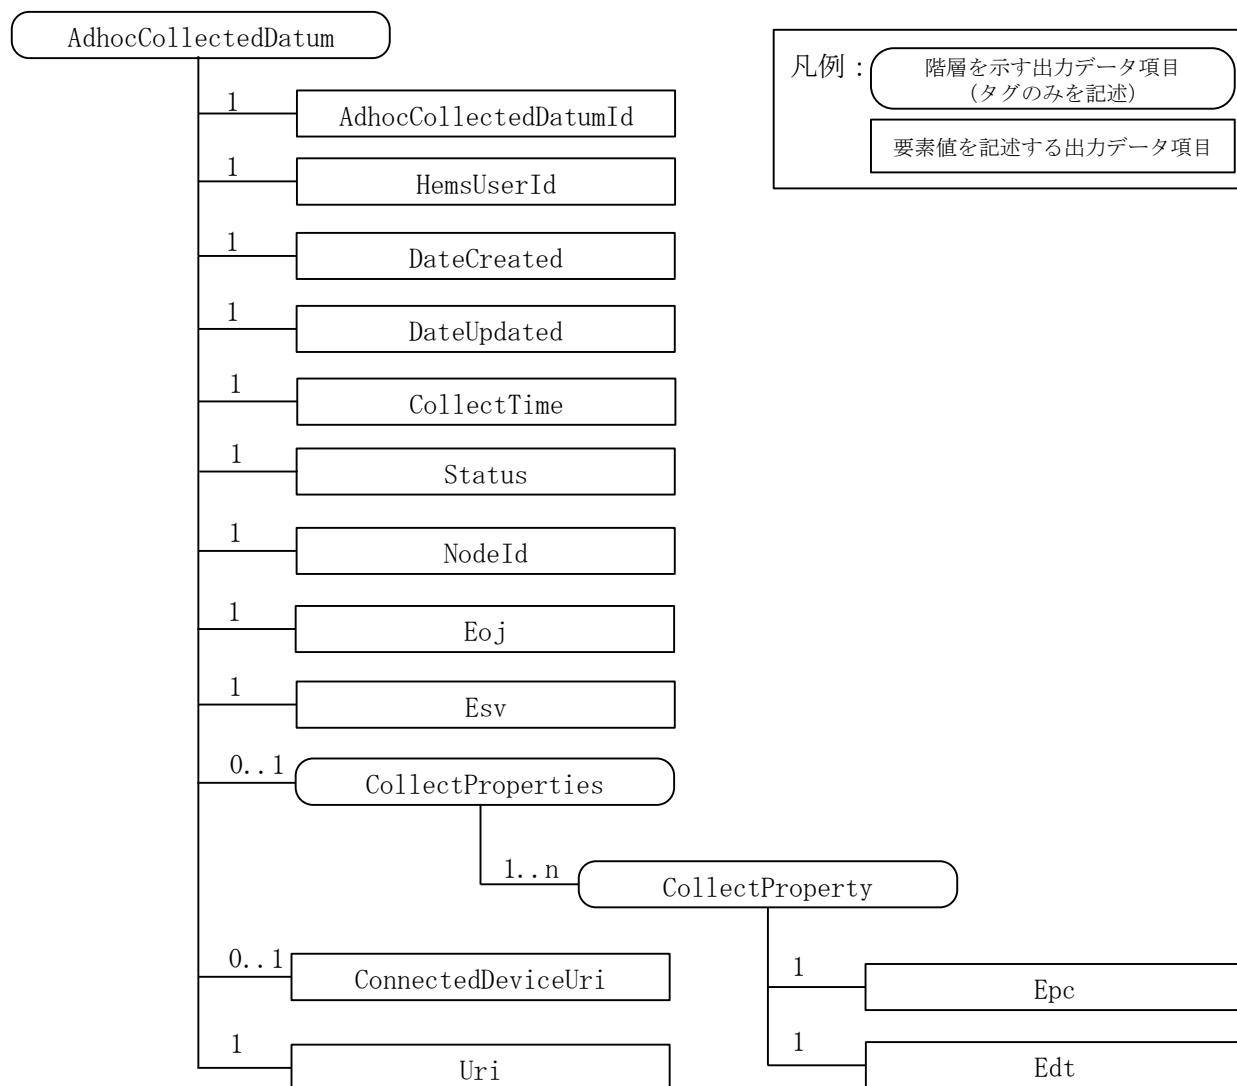 AdhocCollectedDatum
凡例：
階層を示す出力データ項目
(タグのみを記述)
要素値を記述する出力データ項目
1
AdhocCollectedDatumId
1
HemsUserId
1
DateCreated
1
DateUpdated
1
CollectTime
1
Status
1
NodeId
1
Eoj
1
Esv
0..1
CollectProperties
1..n
CollectProperty
0..1
ConnectedDeviceUri
1
Epc
1
Uri
1
Edt